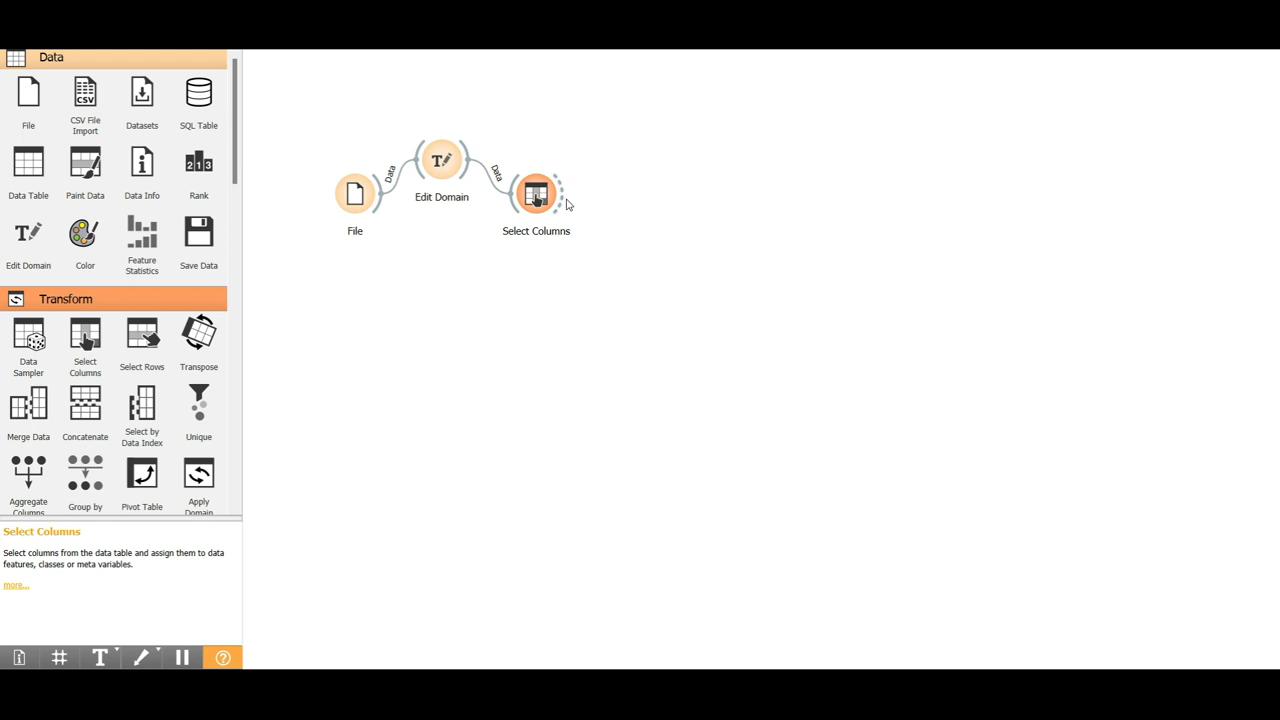 Data
File
CSV File
Import
Datasets
SQL Table
Data Table
Paint Data
Data Info
Rank
Edit Domain
Color
Feature
Statistics
Save Data
Transform
Data
Sampler
Select
Columns
Select Rows
Transpose
Merge Data
Concatenate
Select by
Data Index
Unique
Aggregate
Columns
Group by
Pivot Table
Apply
Domain
Select Columns
Select columns from the data table and assign them to data
features, classes or meta variables.
more...
File
Data
Edit Domain
Data
Select Columns